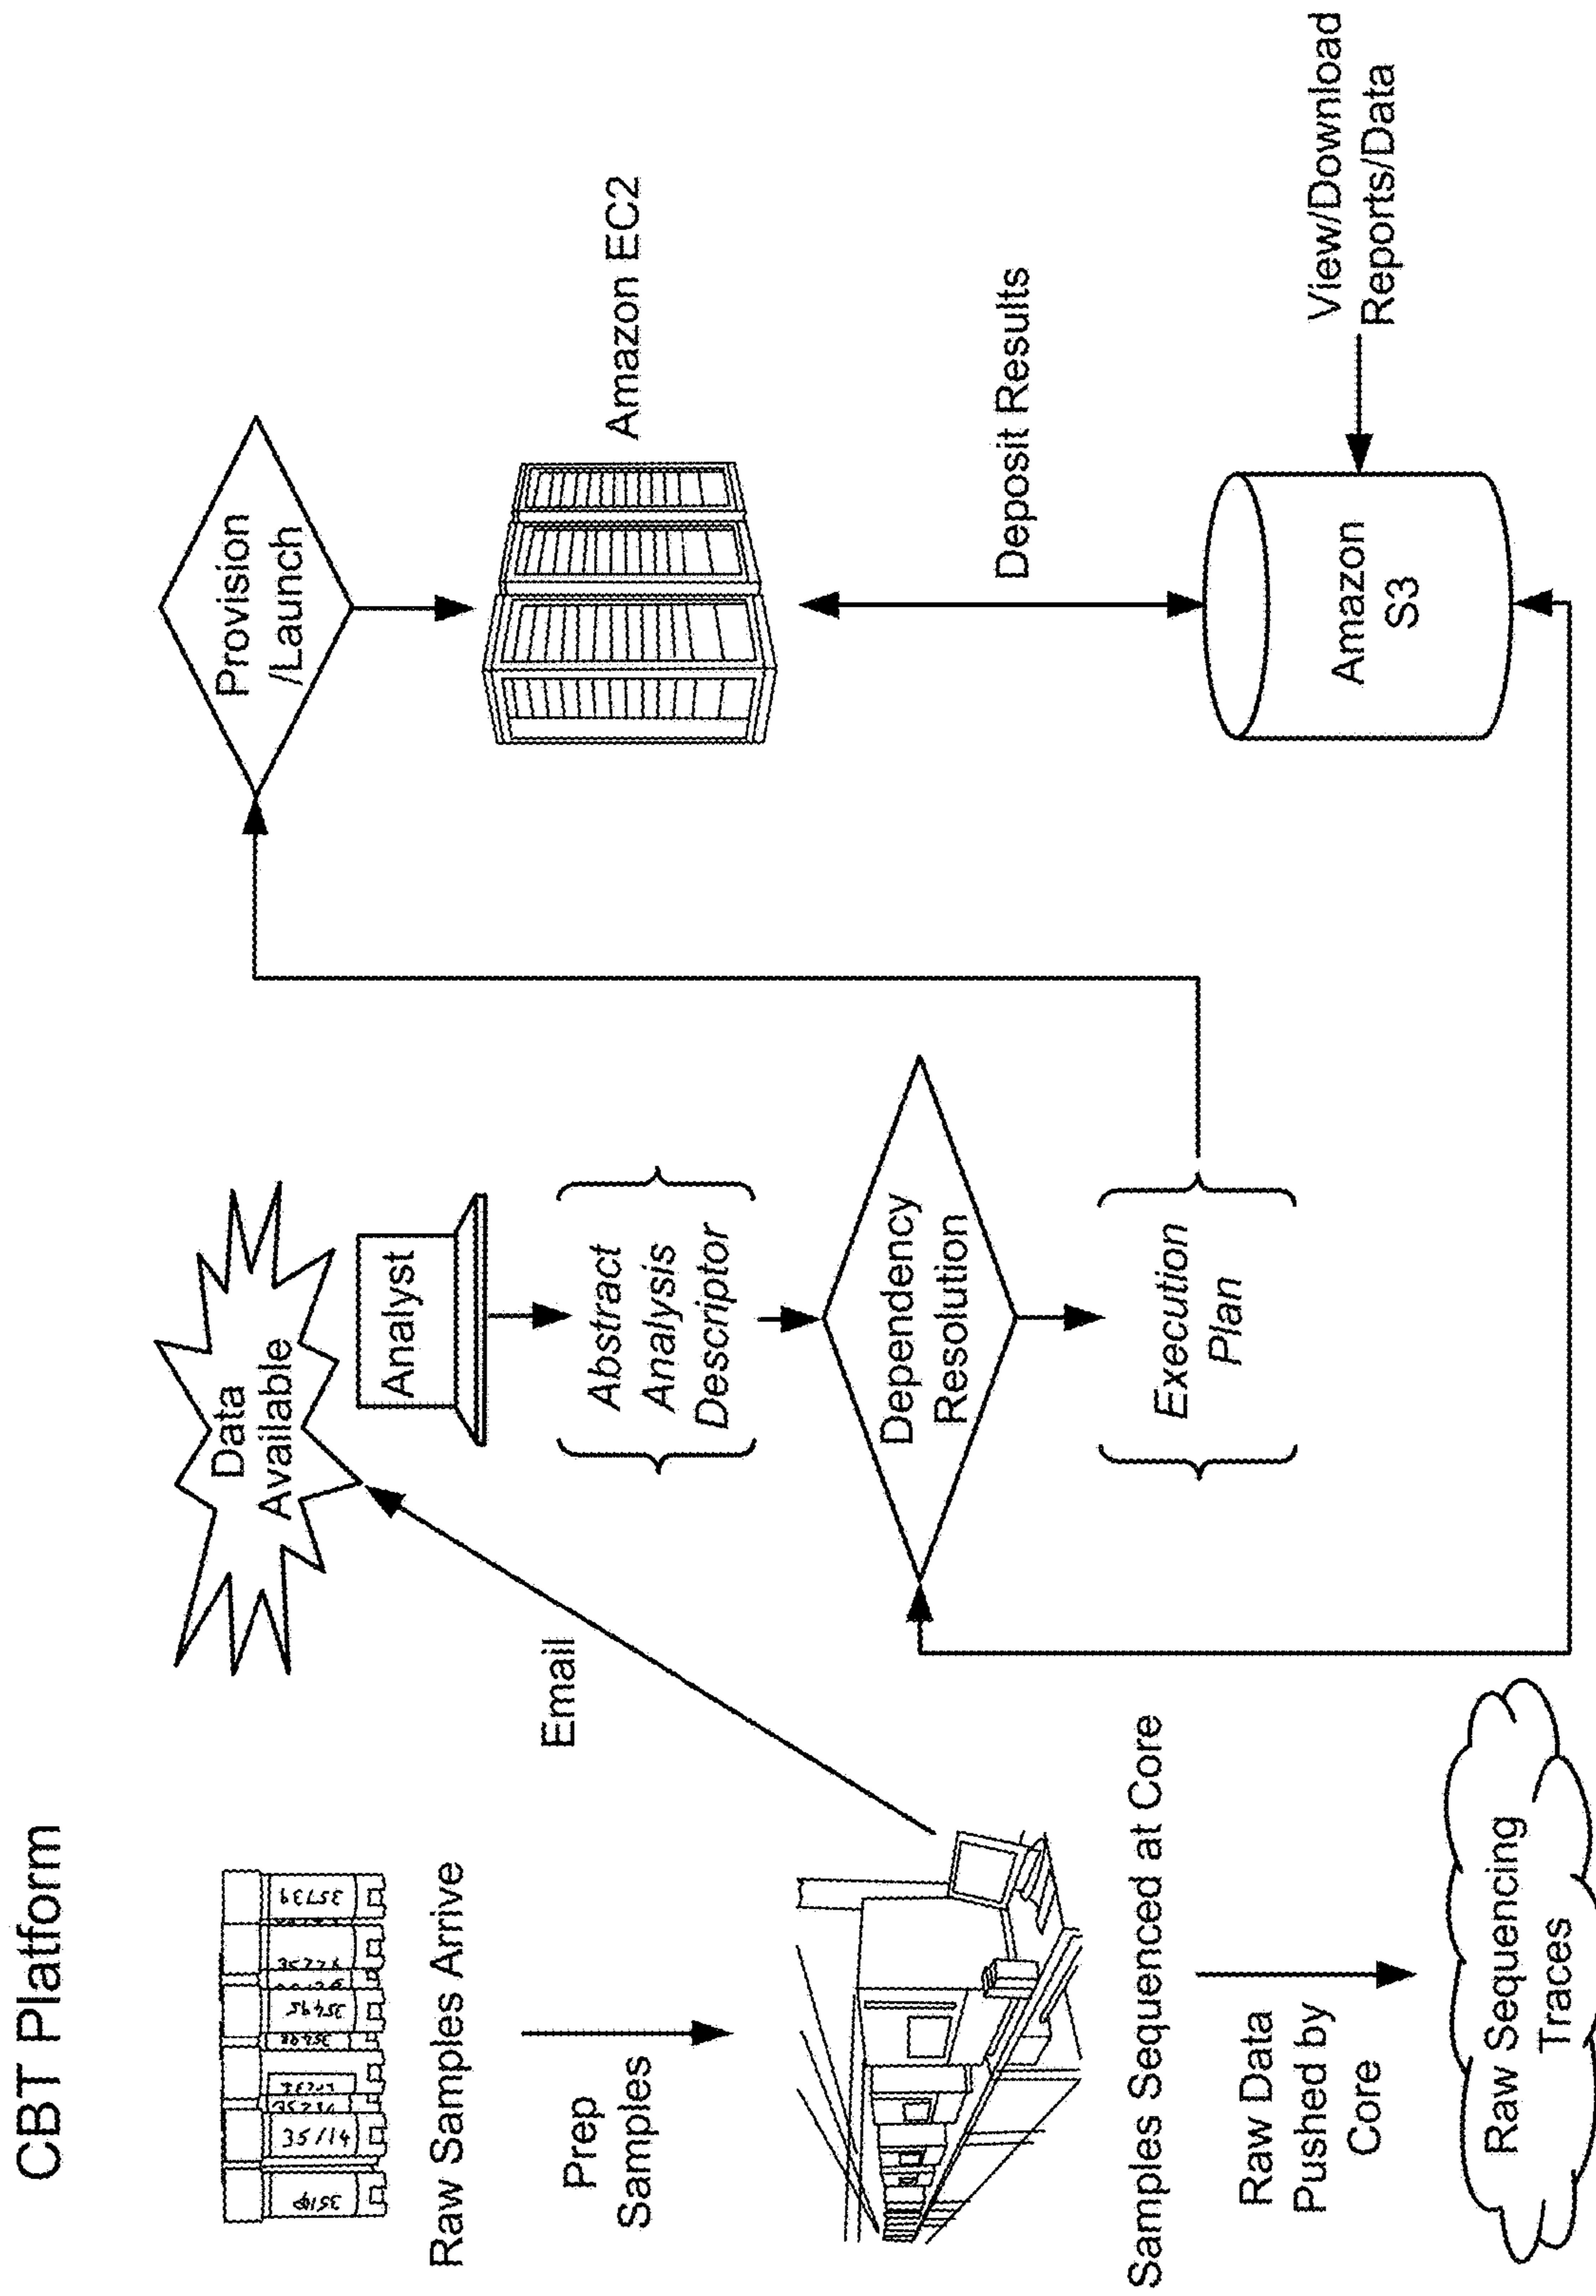 CBT Platform
35114
Raw Samples Arrive
Prep
Samples
Samples Sequenced at Core
Raw Data
Pushed by
Core
Raw Sequencing
Traces
Email
Data
Available
Analyst
Abstract
Analysis
Descriptor
Dependency
Resolution
Execution
Plan
Provision
/Launch
Amazon EC2
Deposit Results
Amazon
S3
View/Download
Reports/Data